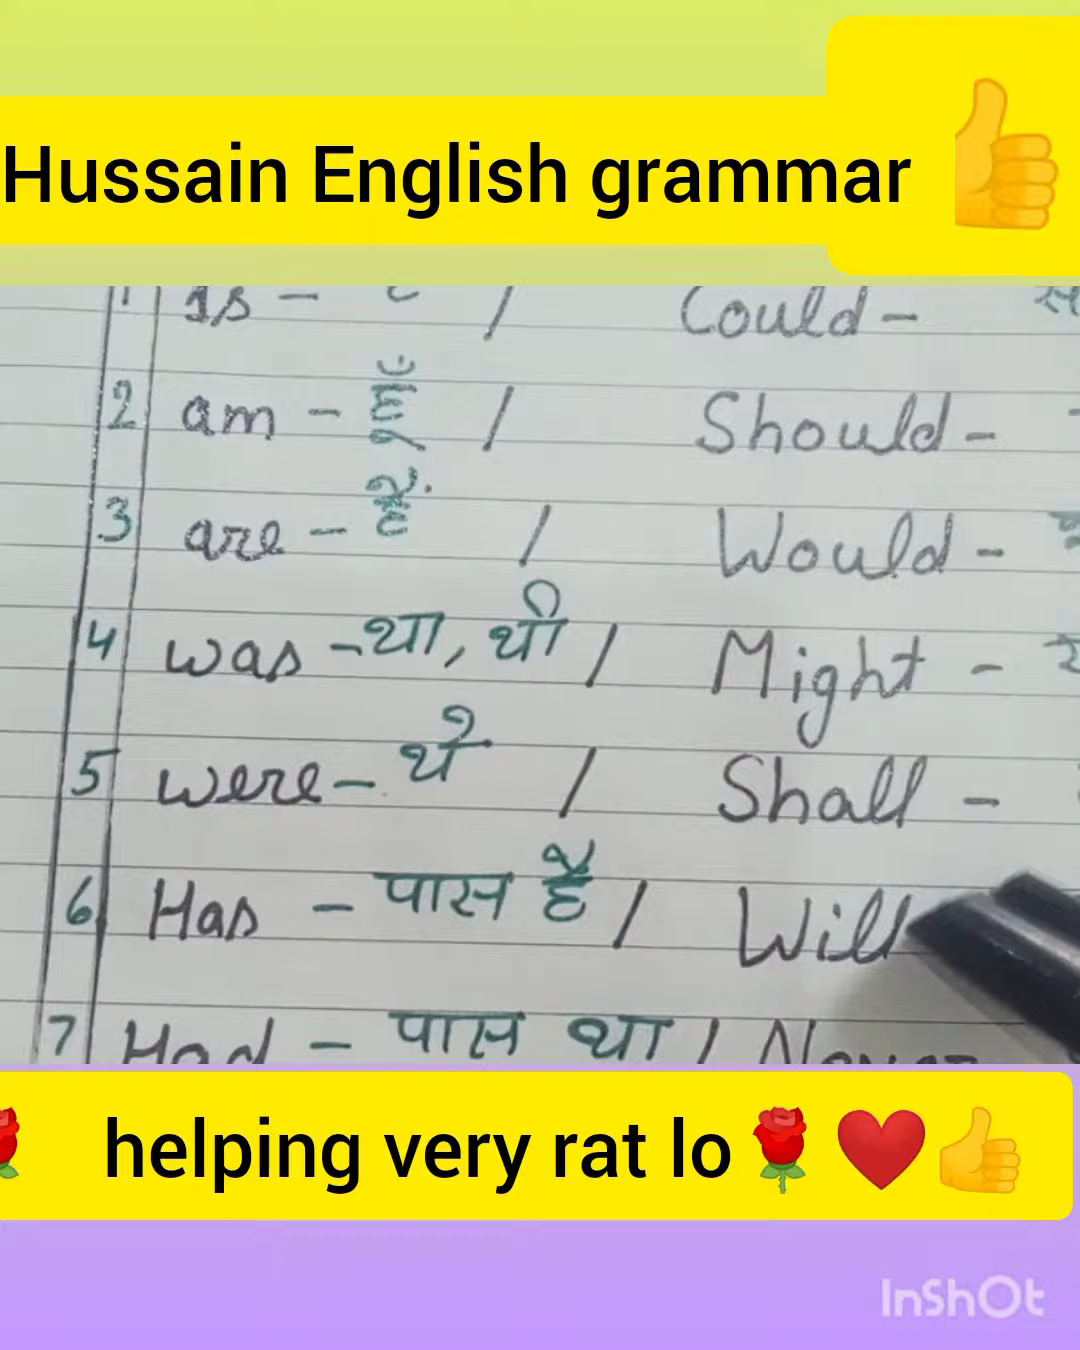 Hussain English grammar 👍
1 Is - / Could -
2 am - हूँ / Should -
3 are - हैं / Would -
4 was - था, थी / Might -
5 were - थे / Shall -
6 Has - पास है / Will
7 Had - पास था /
🌹 helping very rat lo 🌹❤️👍
InShOt